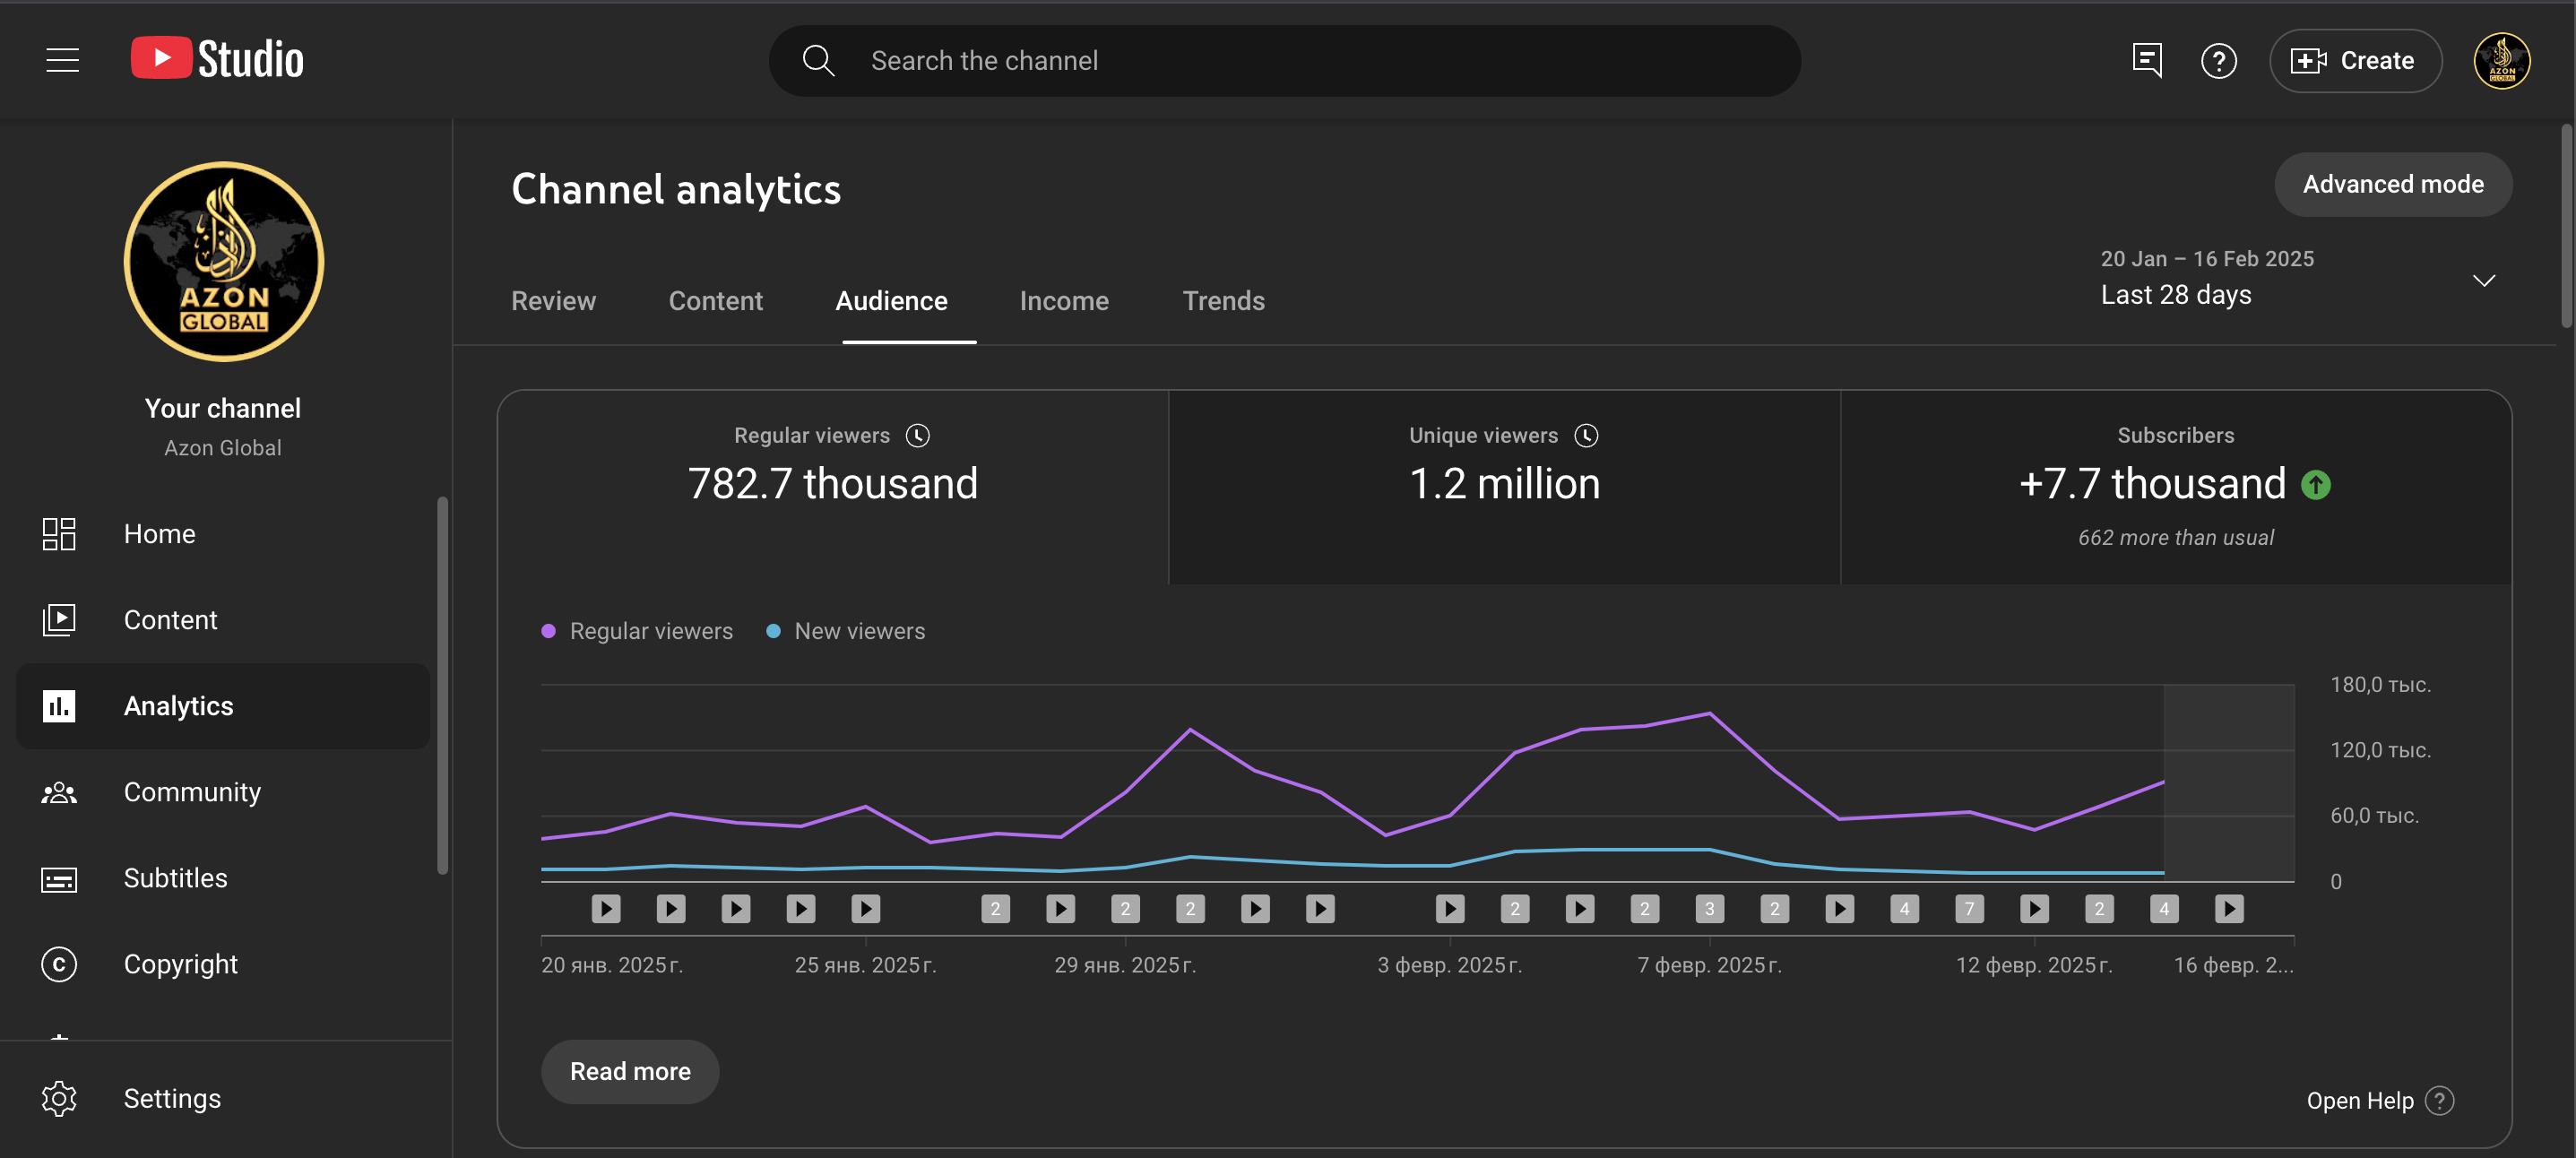 Studio
Search the channel
?
Create
AZON
GLOBAL
Your channel
Azon Global
Home
Content
Analytics
Community
Subtitles
Copyright
Settings
Channel analytics
Advanced mode
Review Content Audience Income Trends
20 Jan – 16 Feb 2025
Last 28 days
Regular viewers
782.7 thousand
Unique viewers
1.2 million
Subscribers
+7.7 thousand
662 more than usual
Regular viewers New viewers
180,0 тыс.
120,0 тыс.
60,0 тыс.
0
2 2 2 2 2 3 2 4 7 2 4
20 янв. 2025 г. 25 янв. 2025 г. 29 янв. 2025 г. 3 февр. 2025 г. 7 февр. 2025 г. 12 февр. 2025 г. 16 февр. 2...
Read more
Open Help ?